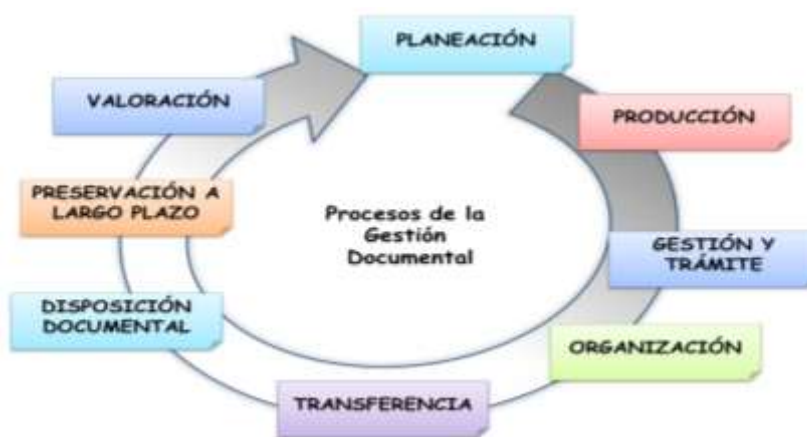 PLANEACIÓN
PRODUCCIÓN
GESTIÓN Y
TRÁMITE
ORGANIZACIÓN
TRANSFERENCIA
DISPOSICIÓN
DOCUMENTAL
PRESERVACIÓN A
LARGO PLAZO
VALORACIÓN
Procesos de la
Gestión
Documental